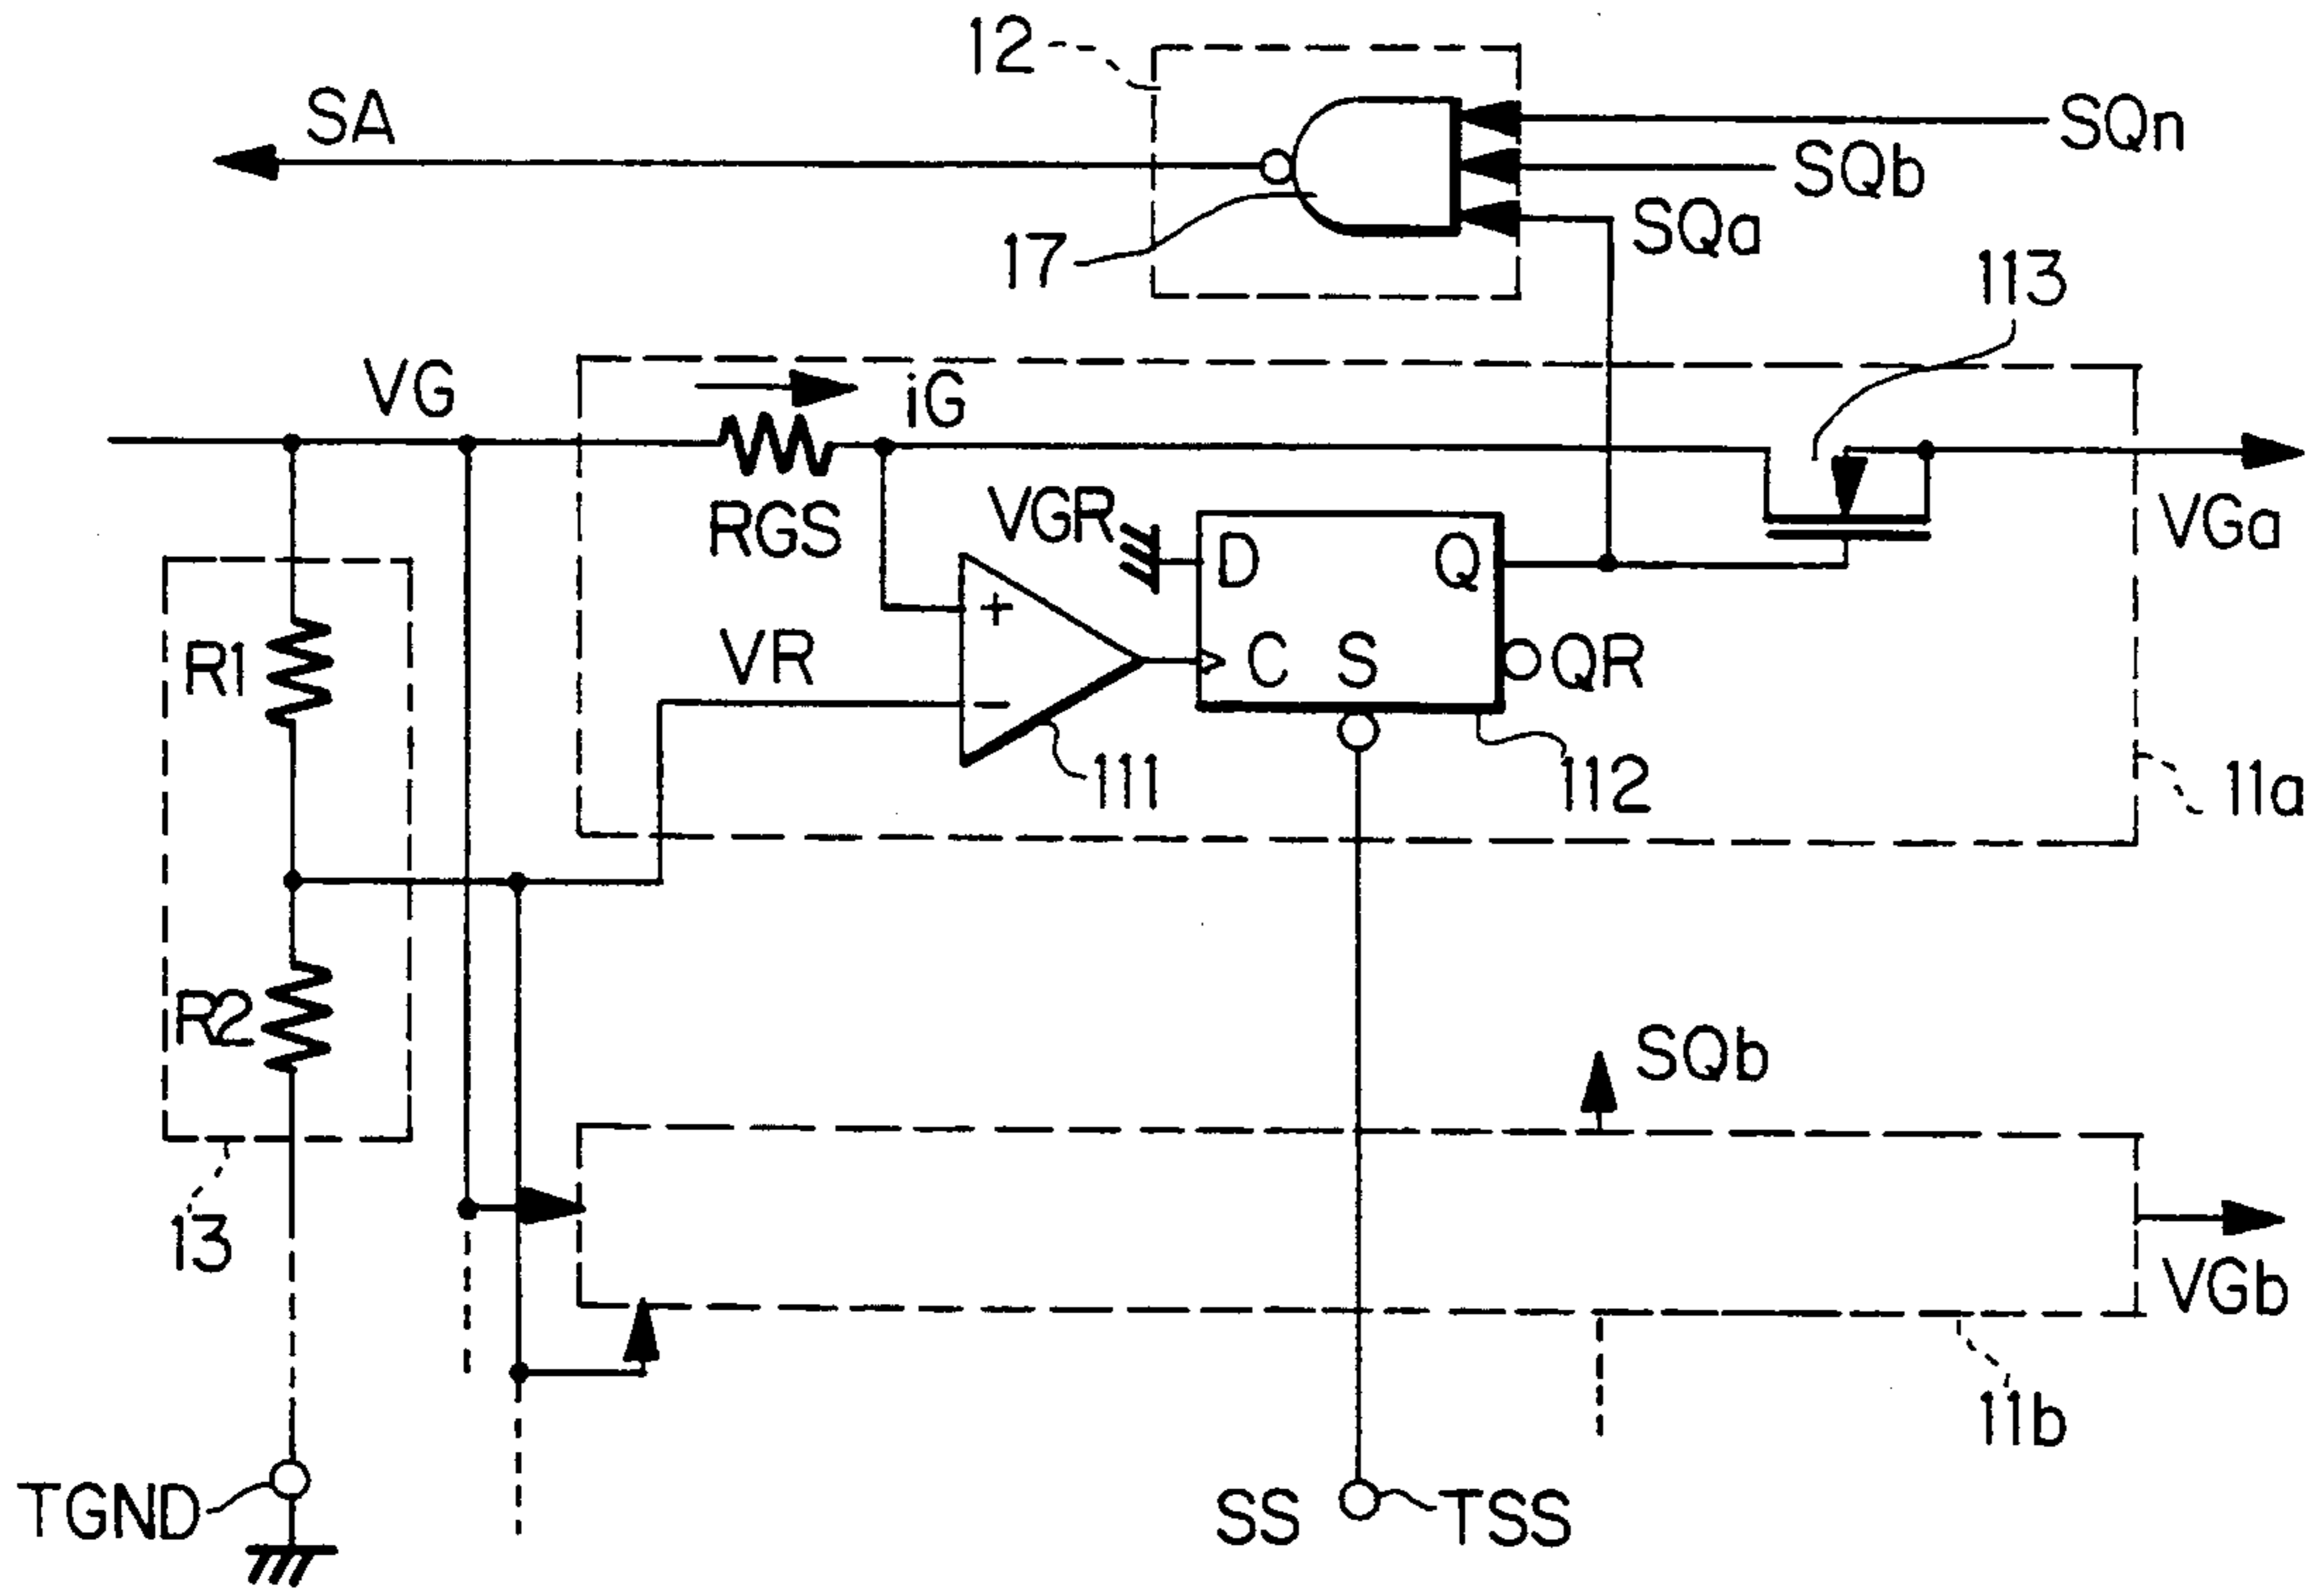 12
SA
SQn
SQb
SQa
17
113
VG
iG
RGS
VGR
D
Q
VGa
+
R1
VR
C
S
QR
−
111
112
11a
R2
SQb
13
VGb
11b
TGND
SS
TSS